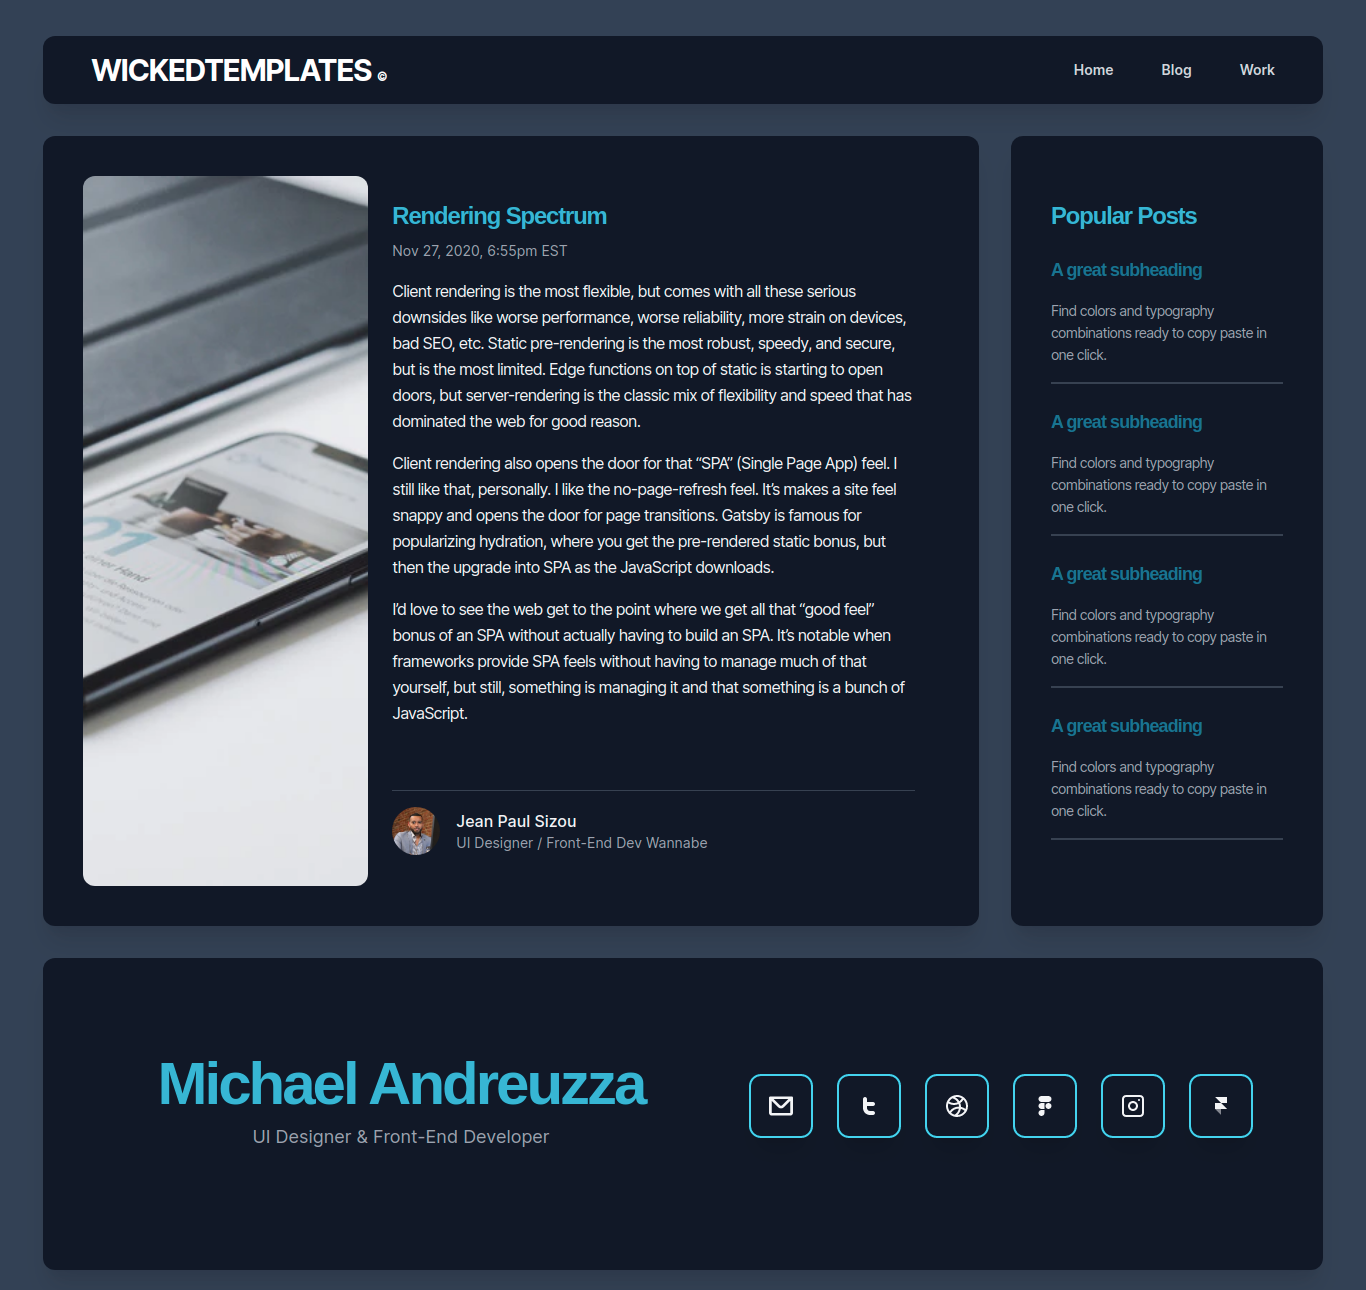 WICKEDTEMPLATES ©
Home
Blog
Work
Rendering Spectrum
Nov 27, 2020, 6:55pm EST
Client rendering is the most flexible, but comes with all these serious
downsides like worse performance, worse reliability, more strain on devices,
bad SEO, etc. Static pre-rendering is the most robust, speedy, and secure,
but is the most limited. Edge functions on top of static is starting to open
doors, but server-rendering is the classic mix of flexibility and speed that has
dominated the web for good reason.
Client rendering also opens the door for that “SPA” (Single Page App) feel. I
still like that, personally. I like the no-page-refresh feel. It’s makes a site feel
snappy and opens the door for page transitions. Gatsby is famous for
popularizing hydration, where you get the pre-rendered static bonus, but
then the upgrade into SPA as the JavaScript downloads.
I’d love to see the web get to the point where we get all that “good feel”
bonus of an SPA without actually having to build an SPA. It’s notable when
frameworks provide SPA feels without having to manage much of that
yourself, but still, something is managing it and that something is a bunch of
JavaScript.
Jean Paul Sizou
UI Designer / Front-End Dev Wannabe
01
einer Hand
Popular Posts
A great subheading
Find colors and typography
combinations ready to copy paste in
one click.
A great subheading
Find colors and typography
combinations ready to copy paste in
one click.
A great subheading
Find colors and typography
combinations ready to copy paste in
one click.
A great subheading
Find colors and typography
combinations ready to copy paste in
one click.
Michael Andreuzza
UI Designer & Front-End Developer